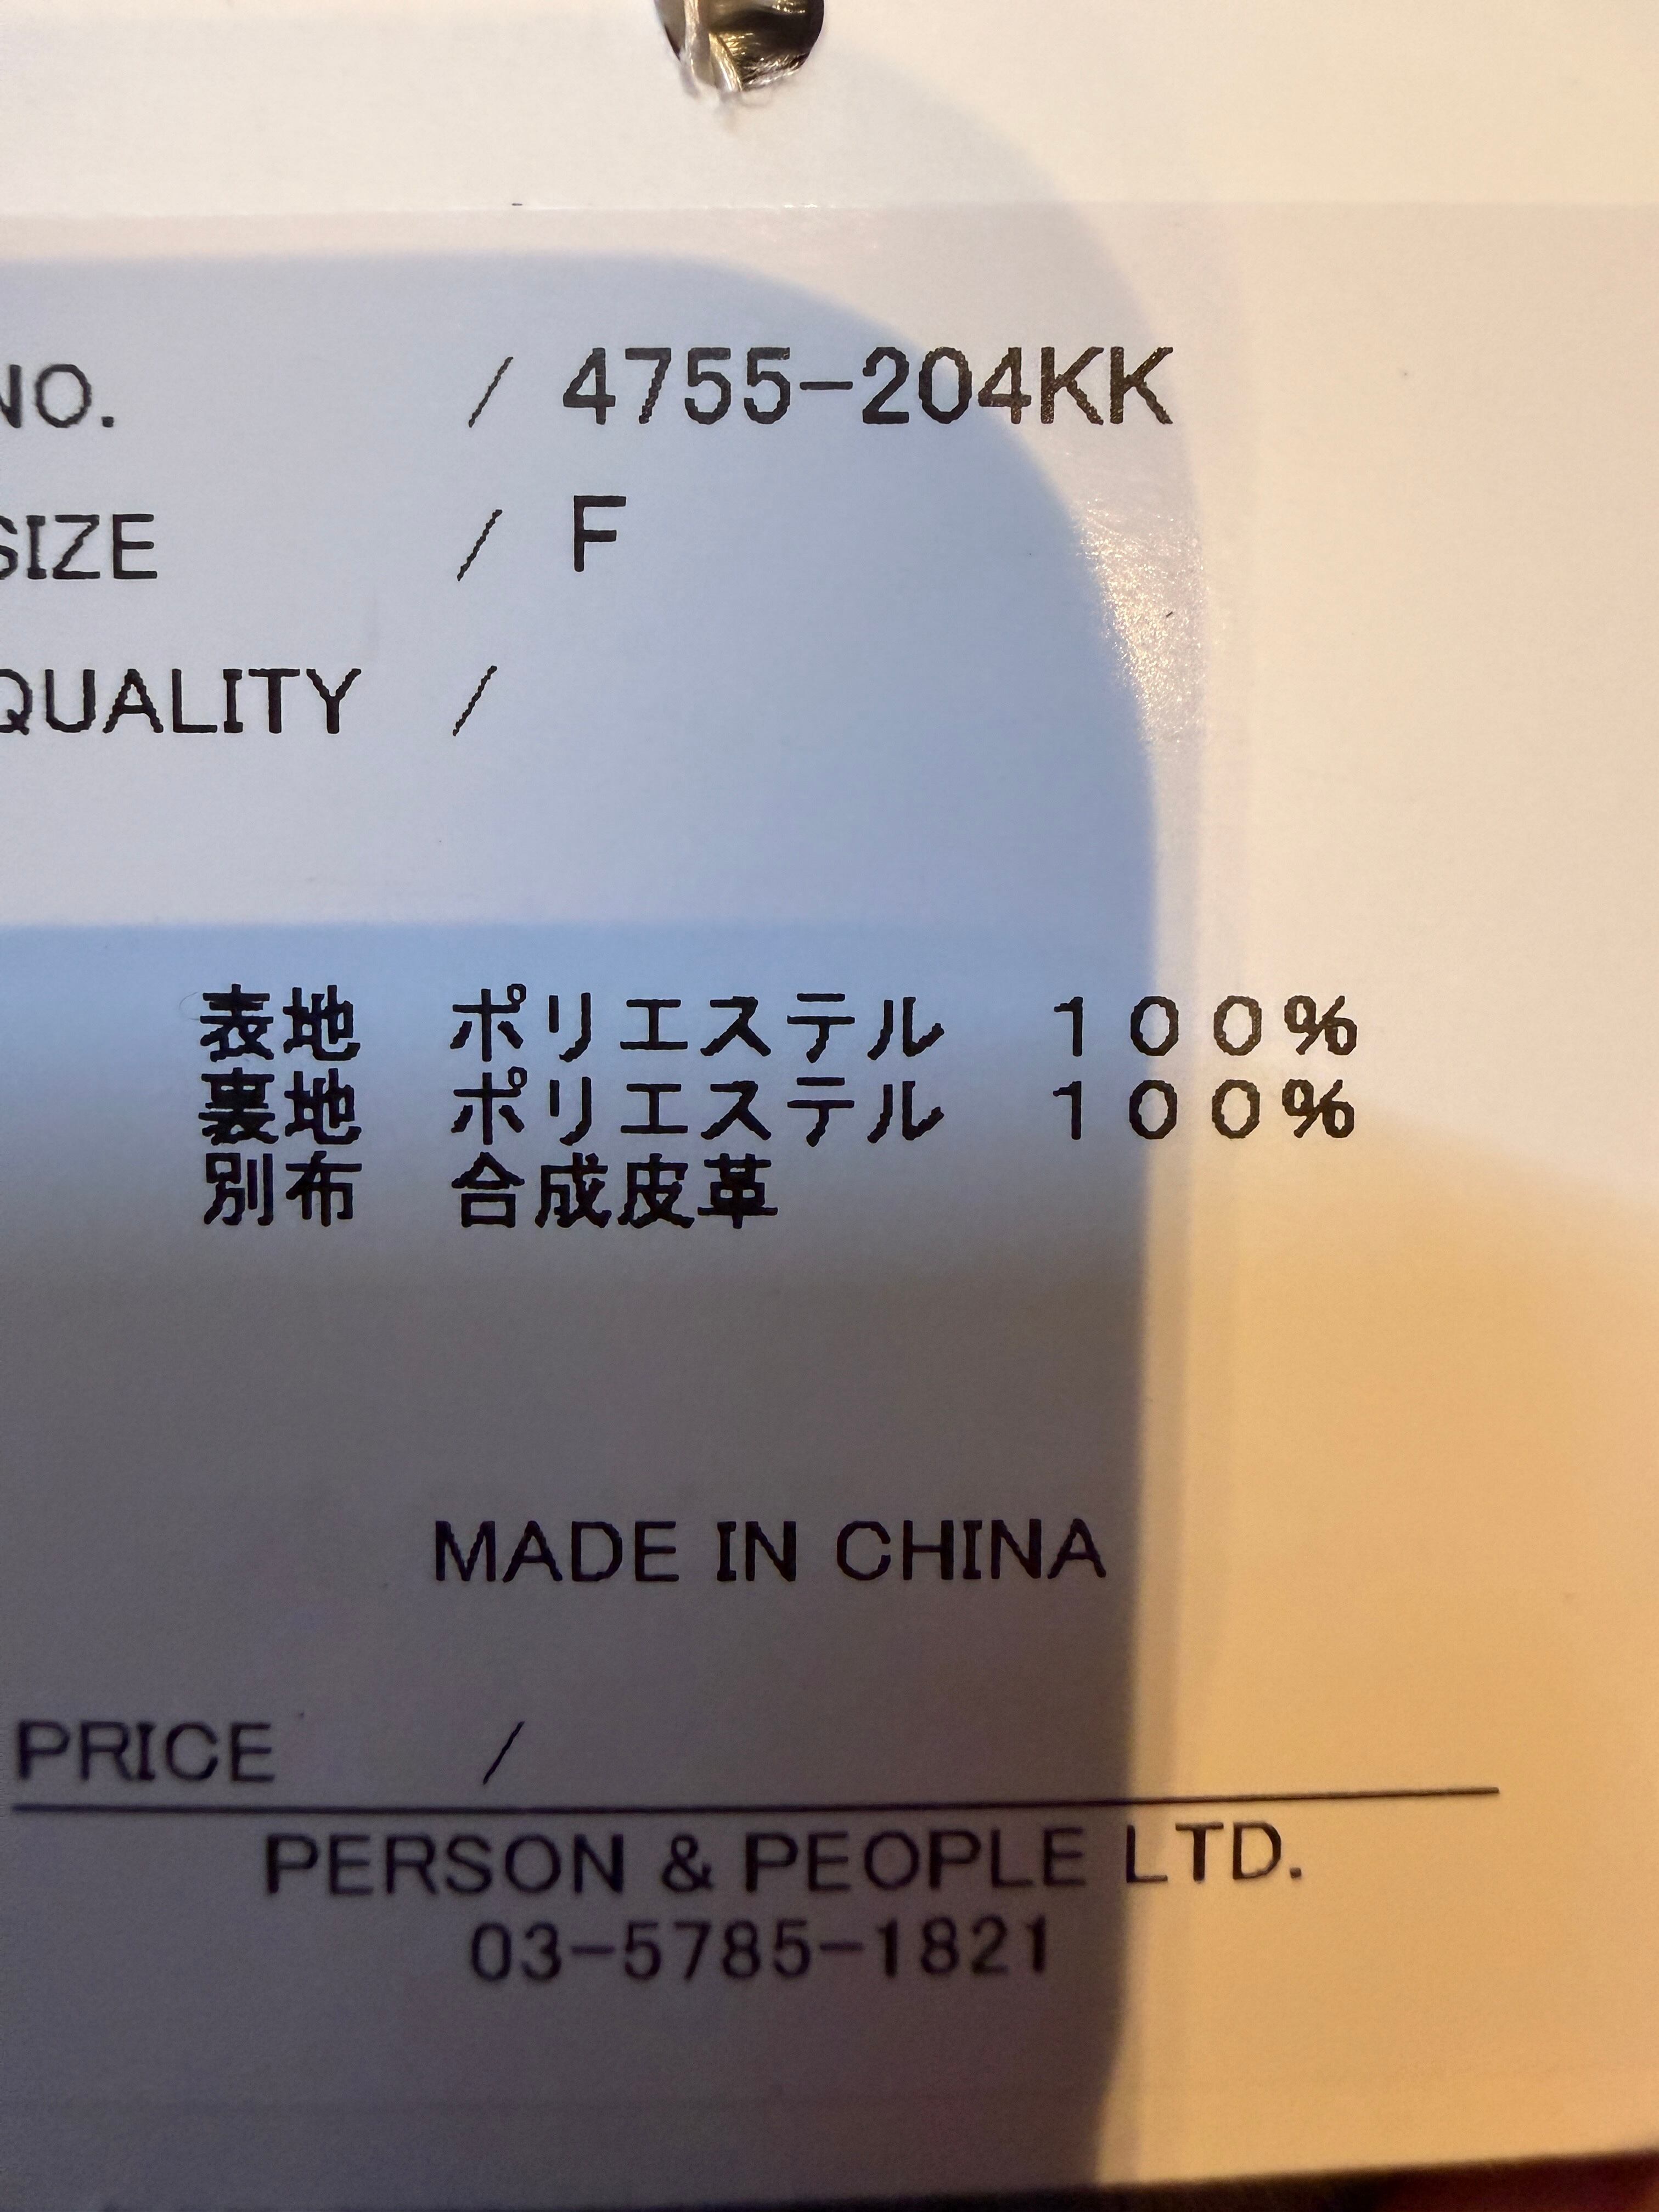 NO. / 4755-204KK
SIZE / F
QUALITY /
表地 ポリエステル 100%
裏地 ポリエステル 100%
別布 合成皮革
MADE IN CHINA
PRICE /
PERSON & PEOPLE LTD.
03-5785-1821